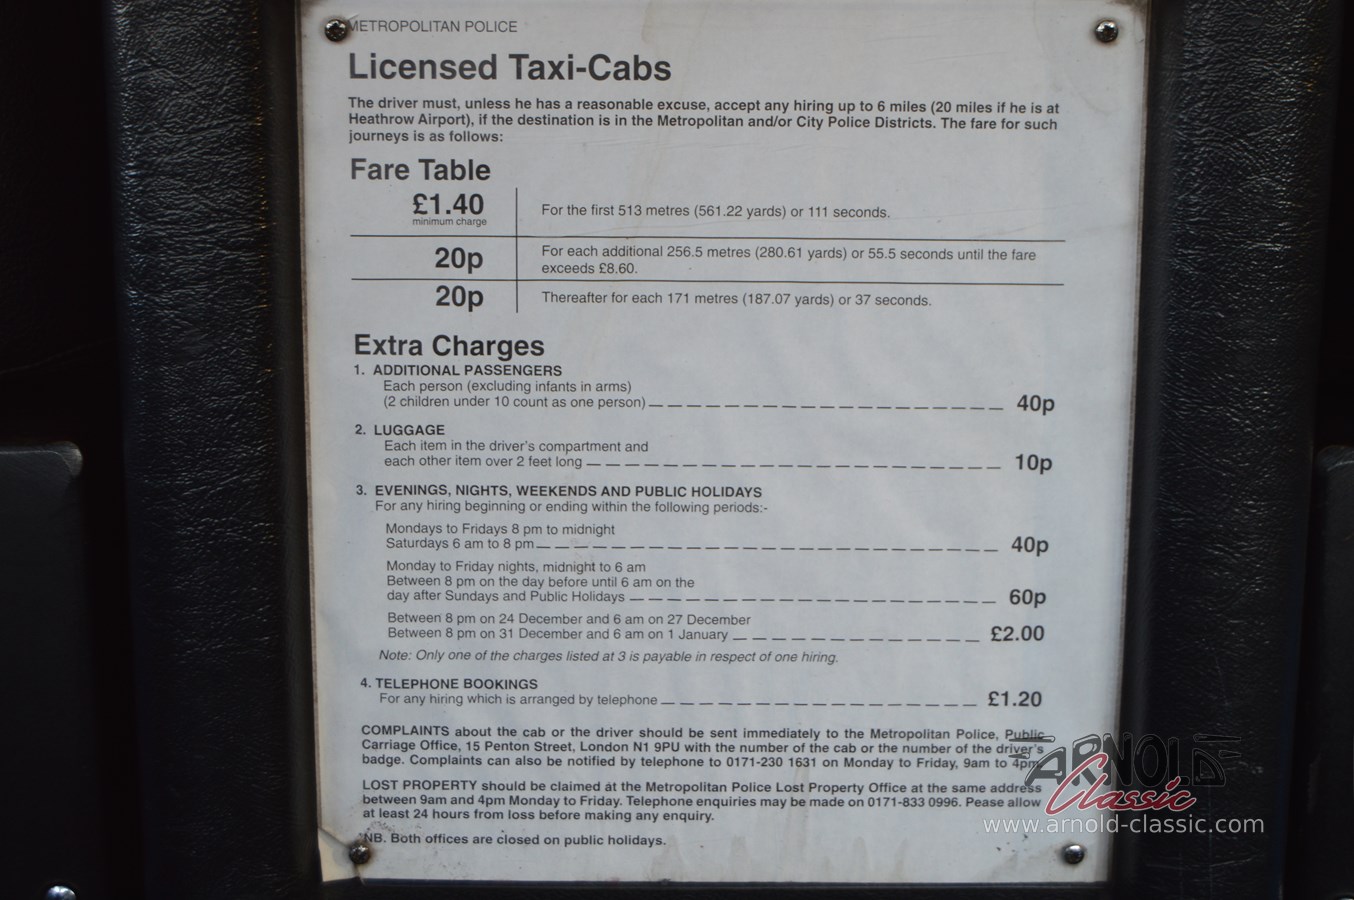 METROPOLITAN POLICE
Licensed Taxi-Cabs
The driver must, unless he has a reasonable excuse, accept any hiring up to 6 miles (20 miles if he is at
Heathrow Airport), if the destination is in the Metropolitan and/or City Police Districts. The fare for such
journeys is as follows:
Fare Table
£1.40
minimum charge
For the first 513 metres (561.22 yards) or 111 seconds.
20p
For each additional 256.5 metres (280.61 yards) or 55.5 seconds until the fare
exceeds £8.60.
20p
Thereafter for each 171 metres (187.07 yards) or 37 seconds.
Extra Charges
1. ADDITIONAL PASSENGERS
Each person (excluding infants in arms)
(2 children under 10 count as one person) 40p
2. LUGGAGE
Each item in the driver's compartment and
each other item over 2 feet long 10p
3. EVENINGS, NIGHTS, WEEKENDS AND PUBLIC HOLIDAYS
For any hiring beginning or ending within the following periods:-
Mondays to Fridays 8 pm to midnight
Saturdays 6 am to 8 pm 40p
Monday to Friday nights, midnight to 6 am
Between 8 pm on the day before until 6 am on the
day after Sundays and Public Holidays 60p
Between 8 pm on 24 December and 6 am on 27 December
Between 8 pm on 31 December and 6 am on 1 January £2.00
Note: Only one of the charges listed at 3 is payable in respect of one hiring.
4. TELEPHONE BOOKINGS
For any hiring which is arranged by telephone £1.20
COMPLAINTS about the cab or the driver should be sent immediately to the Metropolitan Police, Public
Carriage Office, 15 Penton Street, London N1 9PU with the number of the cab or the number of the driver's
badge. Complaints can also be notified by telephone to 0171-230 1631 on Monday to Friday, 9am to 4pm.
LOST PROPERTY should be claimed at the Metropolitan Police Lost Property Office at the same address
between 9am and 4pm Monday to Friday. Telephone enquiries may be made on 0171-833 0996. Pease allow
at least 24 hours from loss before making any enquiry.
NB. Both offices are closed on public holidays.
ARNOLD
Classic
www.arnold-classic.com